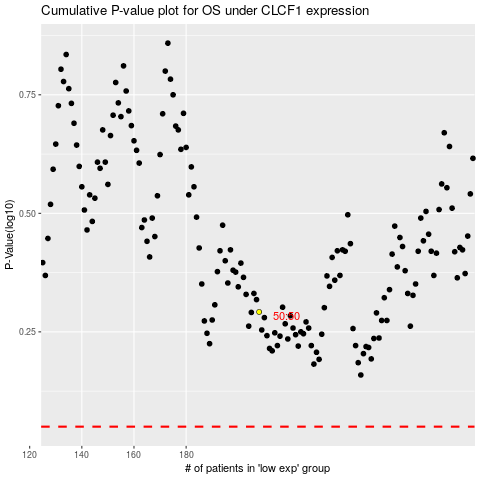 Cumulative P-value plot for OS under CLCF1 expression
P-Value(log10)
0.75
0.50
0.25
50:50
120 140 160 180
# of patients in 'low exp' group